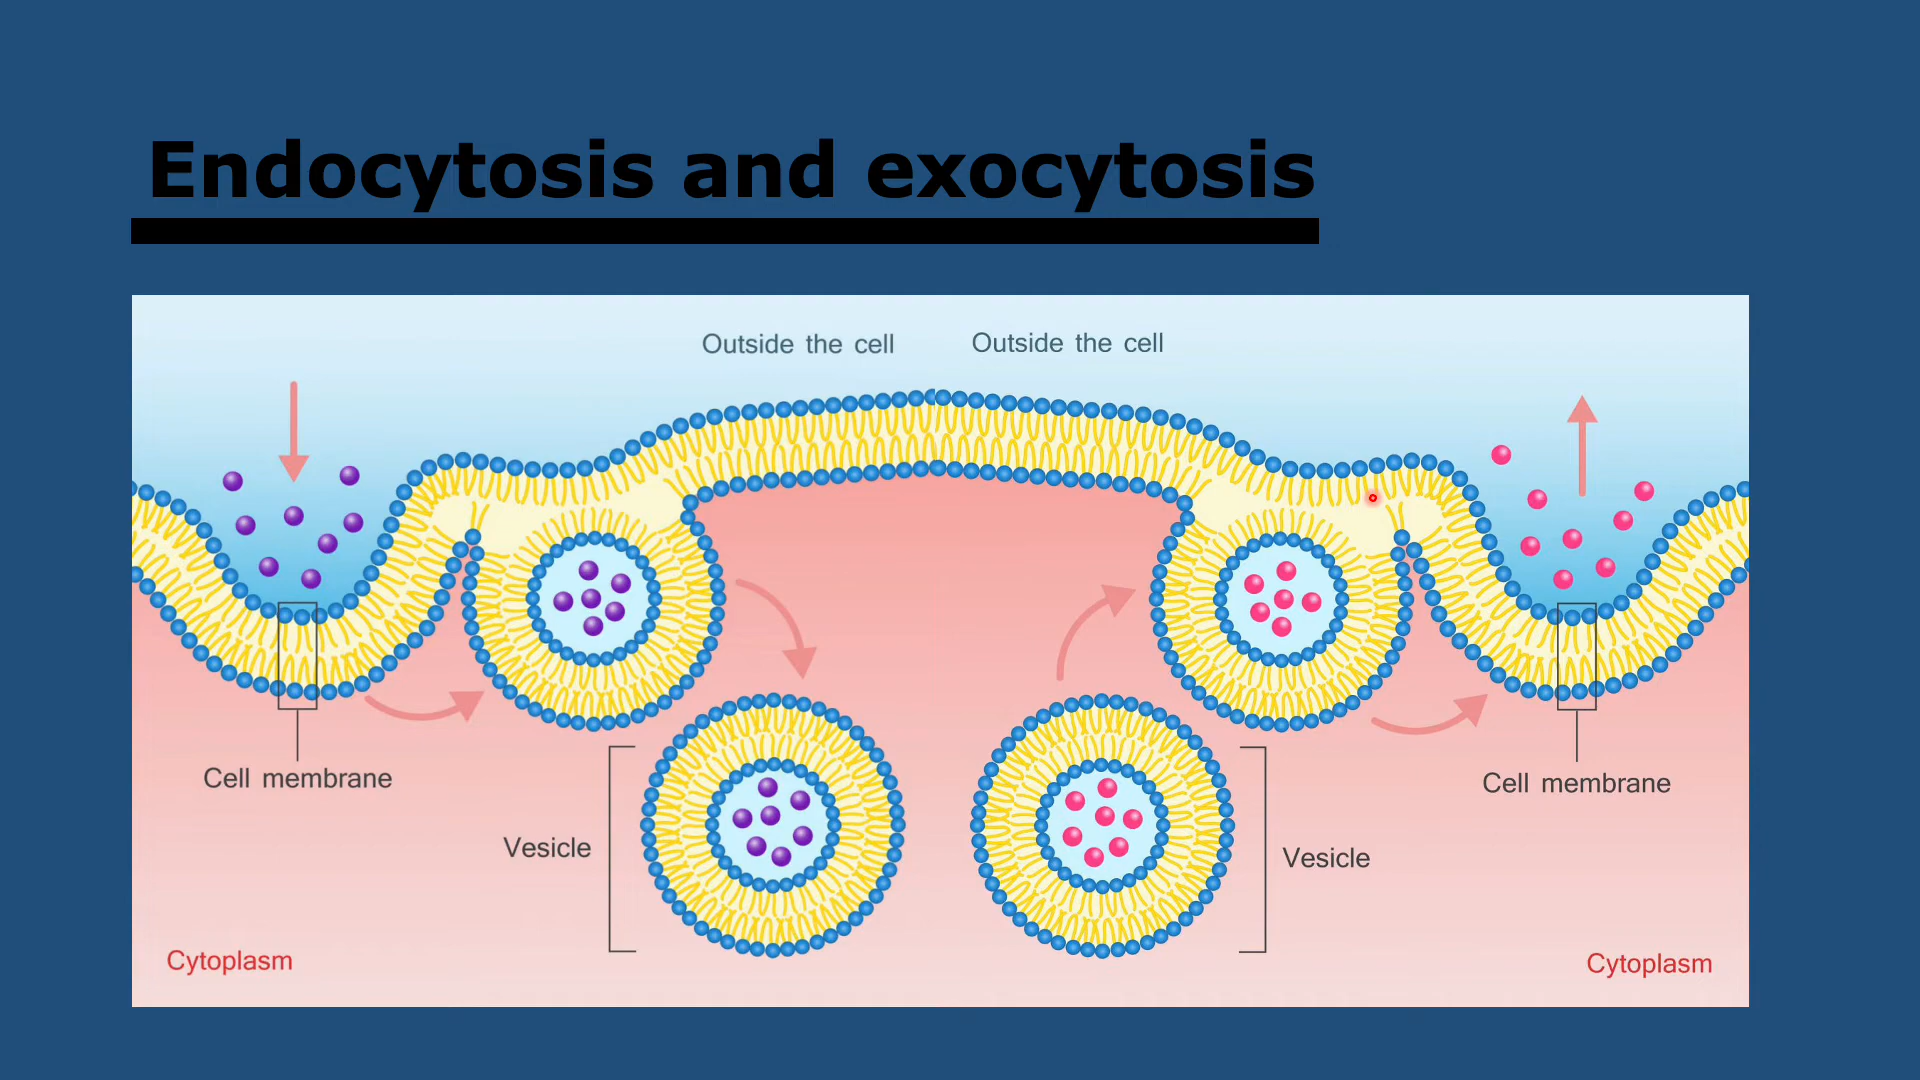 Endocytosis and exocytosis
Outside the cell
Outside the cell
Cell membrane
Cell membrane
Vesicle
Vesicle
Cytoplasm
Cytoplasm